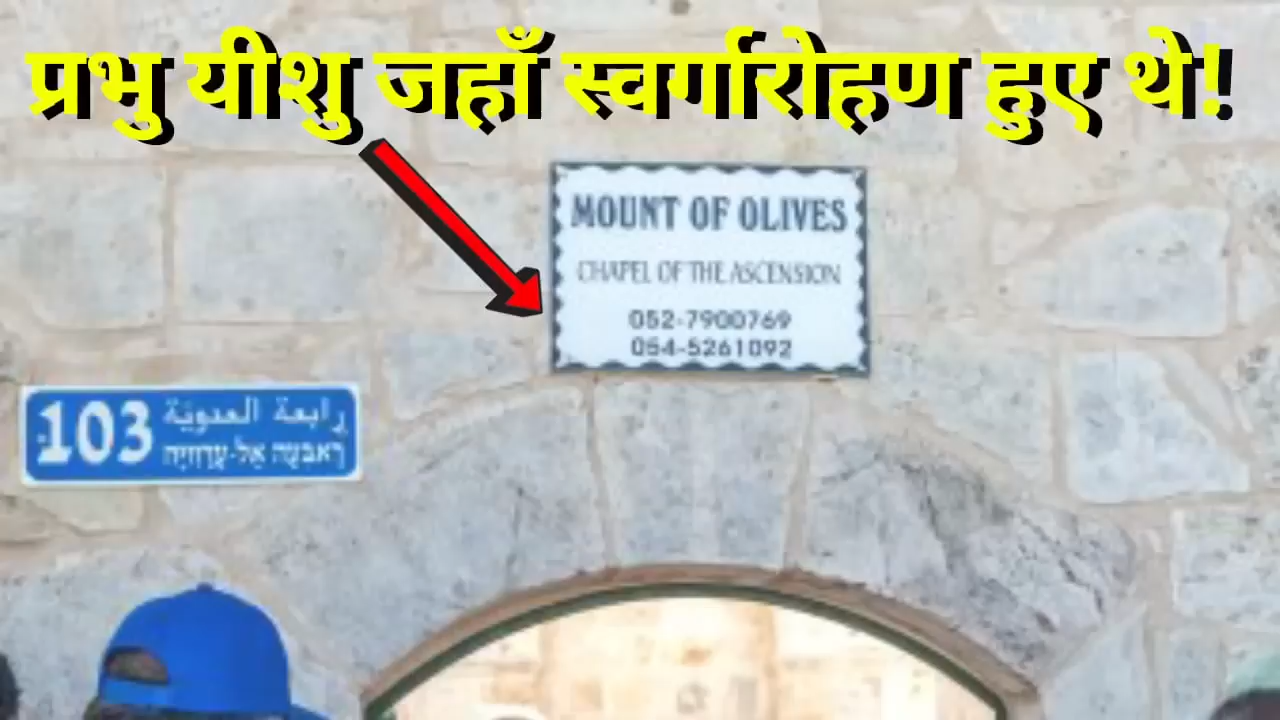 प्रभु यीशु जहाँ स्वर्गारोहण हुए थे!
MOUNT OF OLIVES
CHAPEL OF THE ASCENSION
052-7900769
054-5261092
103
رابعة العدويّة
ראבעה אל-עדוויה